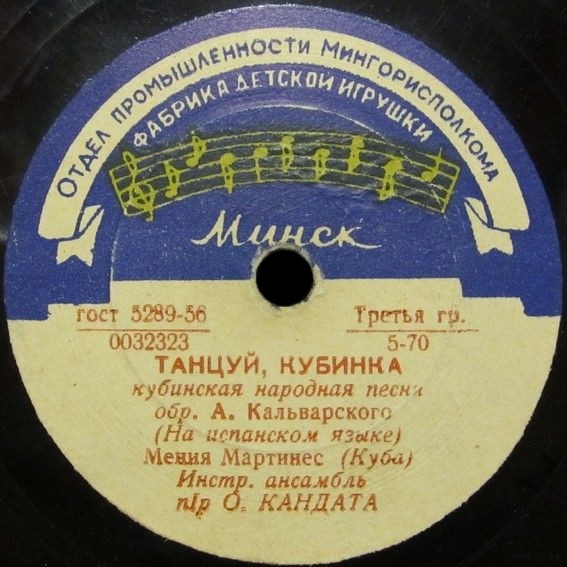 Отдел промышленности Мингорисполкома
ФАБРИКА ДЕТСКОЙ ИГРУШКИ
Минск
гост 5289-56 Третья гр.
0032323 5-70
ТАНЦУЙ, КУБИНКА
кубинская народная песня
обр. А. Кальварского
(На испанском языке)
Мения Мартинес (Куба)
Инстр. ансамбль
п/р О. КАНДАТА